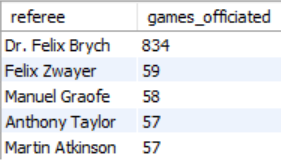 referee games_officiated
Dr. Felix Brych 834
Felix Zwayer 59
Manuel Graofe 58
Anthony Taylor 57
Martin Atkinson 57